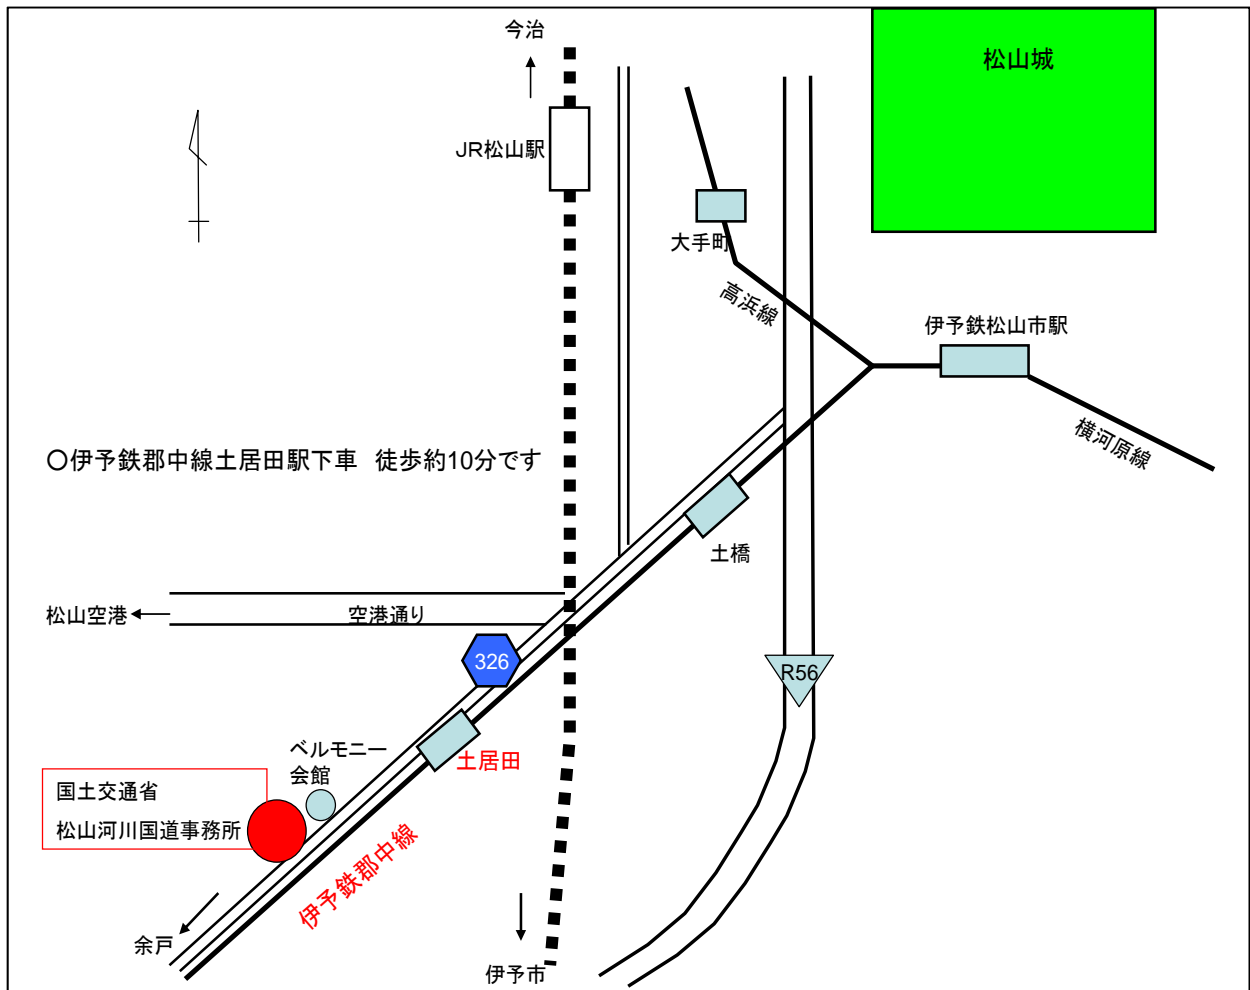 今治
松山城
JR松山駅
大手町
高浜線
伊予鉄松山市駅
横河原線
〇伊予鉄郡中線土居田駅下車　徒歩約10分です
土橋
松山空港
空港通り
326
R56
ベルモニー
会館
土居田
国土交通省
松山河川国道事務所
伊予鉄郡中線
余戸
伊予市